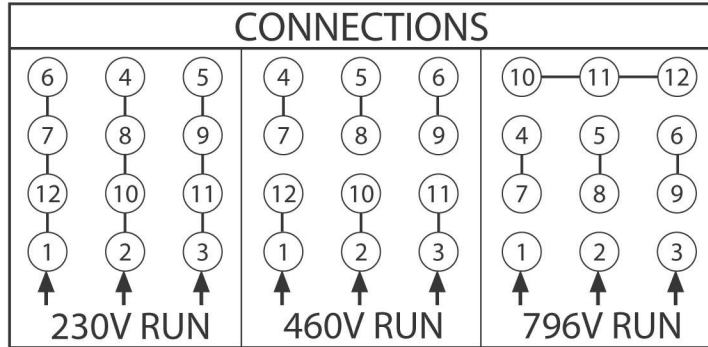 CONNECTIONS
6 4 5 4 5 6 10 11 12
7 8 9 7 8 9 4 5 6
12 10 11 12 10 11 7 8 9
1 2 3 1 2 3 1 2 3
230V RUN 460V RUN 796V RUN